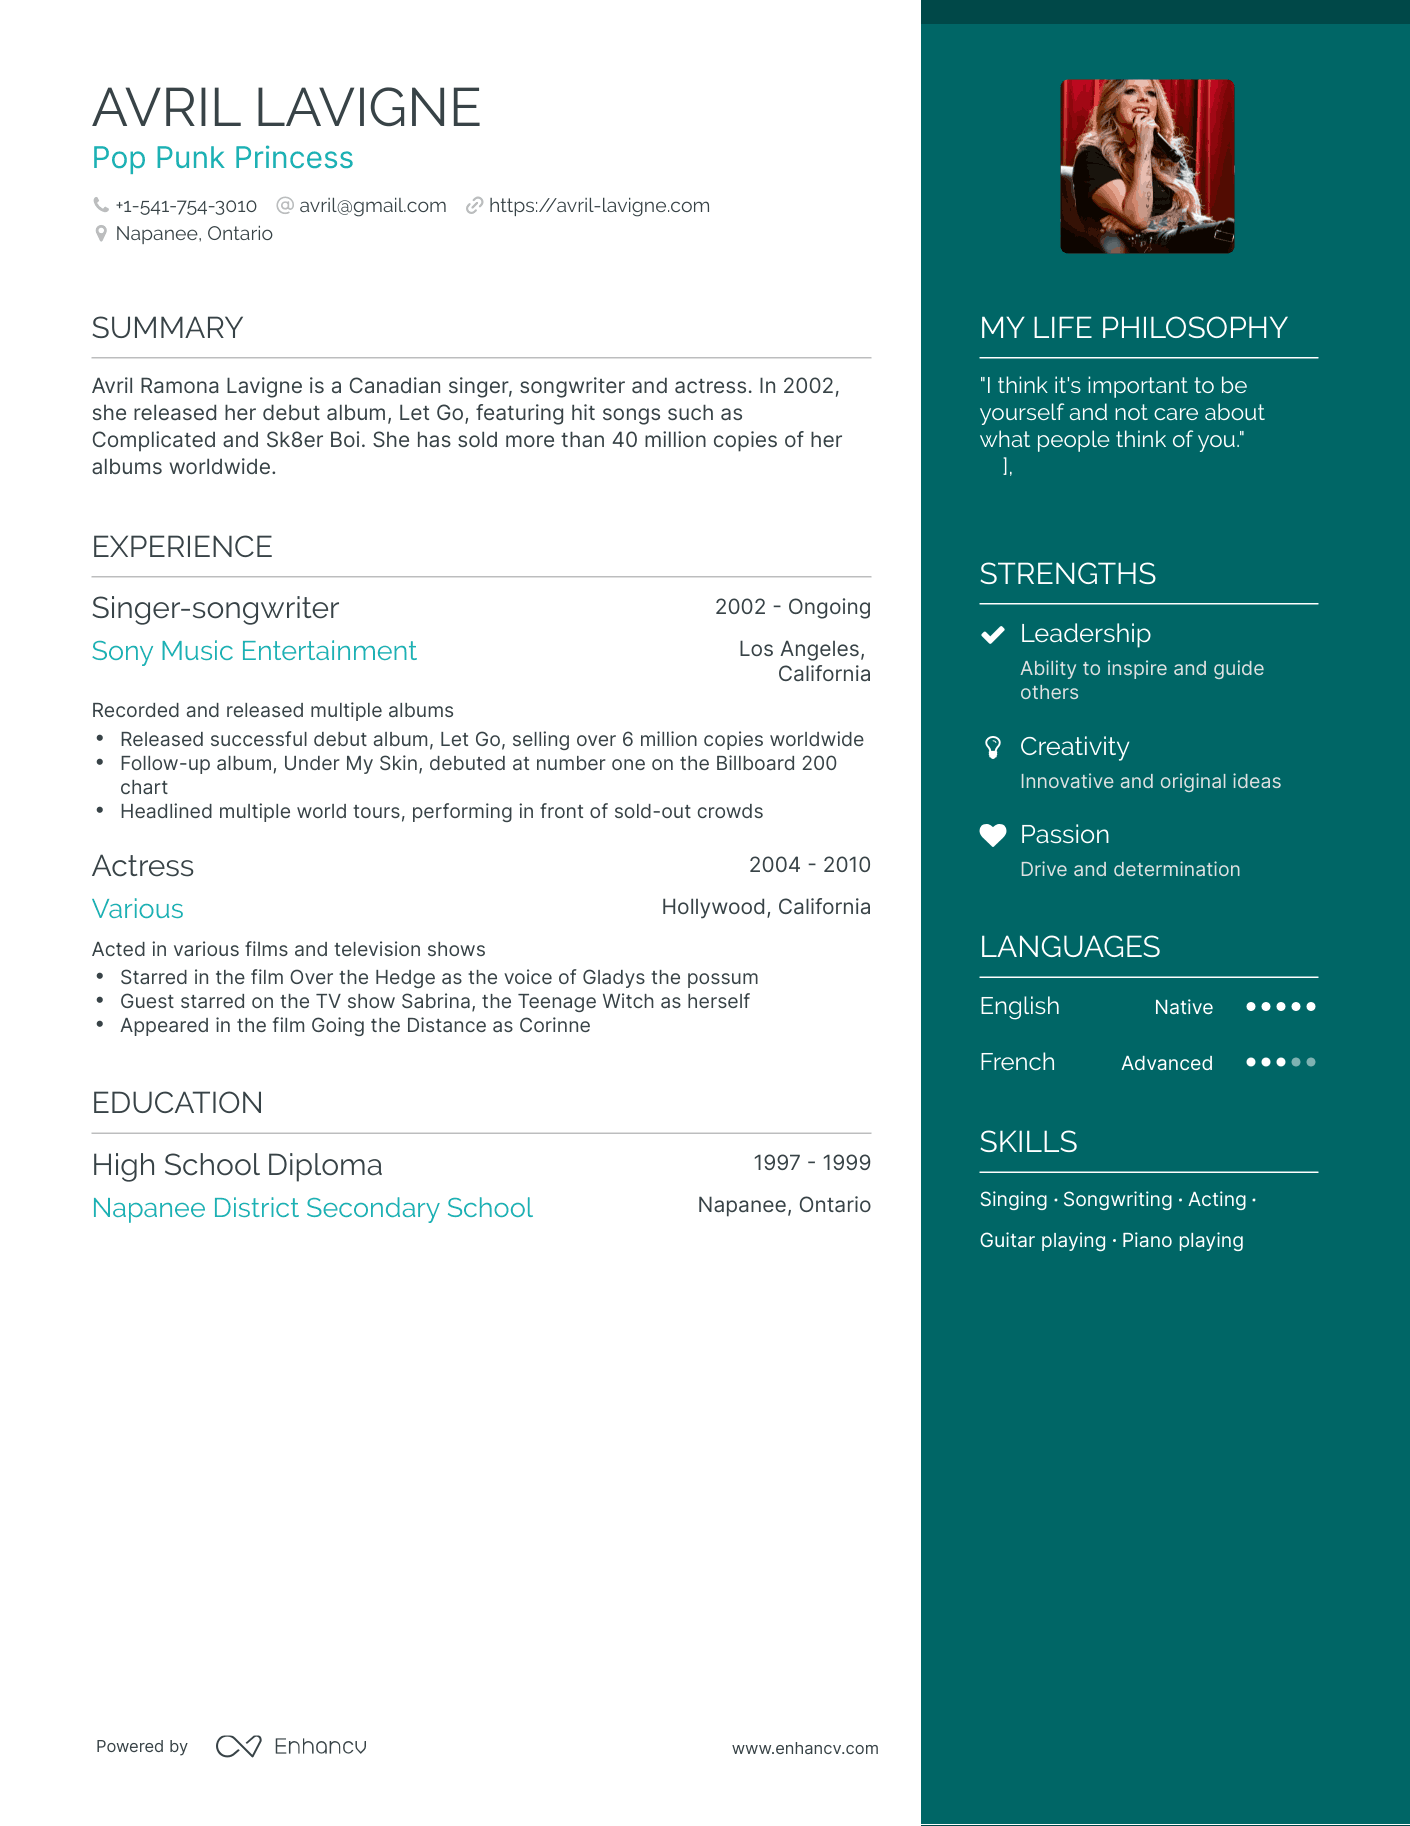 AVRIL LAVIGNE
Pop Punk Princess
+1-541-754-3010 avril@gmail.com https://avril-lavigne.com
Napanee, Ontario
SUMMARY
Avril Ramona Lavigne is a Canadian singer, songwriter and actress. In 2002,
she released her debut album, Let Go, featuring hit songs such as
Complicated and Sk8er Boi. She has sold more than 40 million copies of her
albums worldwide.
EXPERIENCE
Singer-songwriter 2002 - Ongoing
Sony Music Entertainment Los Angeles,
California
Recorded and released multiple albums
• Released successful debut album, Let Go, selling over 6 million copies worldwide
• Follow-up album, Under My Skin, debuted at number one on the Billboard 200
chart
• Headlined multiple world tours, performing in front of sold-out crowds
Actress 2004 - 2010
Various Hollywood, California
Acted in various films and television shows
• Starred in the film Over the Hedge as the voice of Gladys the possum
• Guest starred on the TV show Sabrina, the Teenage Witch as herself
• Appeared in the film Going the Distance as Corinne
EDUCATION
High School Diploma 1997 - 1999
Napanee District Secondary School Napanee, Ontario
MY LIFE PHILOSOPHY
"I think it's important to be
yourself and not care about
what people think of you."
],
STRENGTHS
Leadership
Ability to inspire and guide
others
Creativity
Innovative and original ideas
Passion
Drive and determination
LANGUAGES
English Native
French Advanced
SKILLS
Singing · Songwriting · Acting ·
Guitar playing · Piano playing
Powered by Enhancv www.enhancv.com